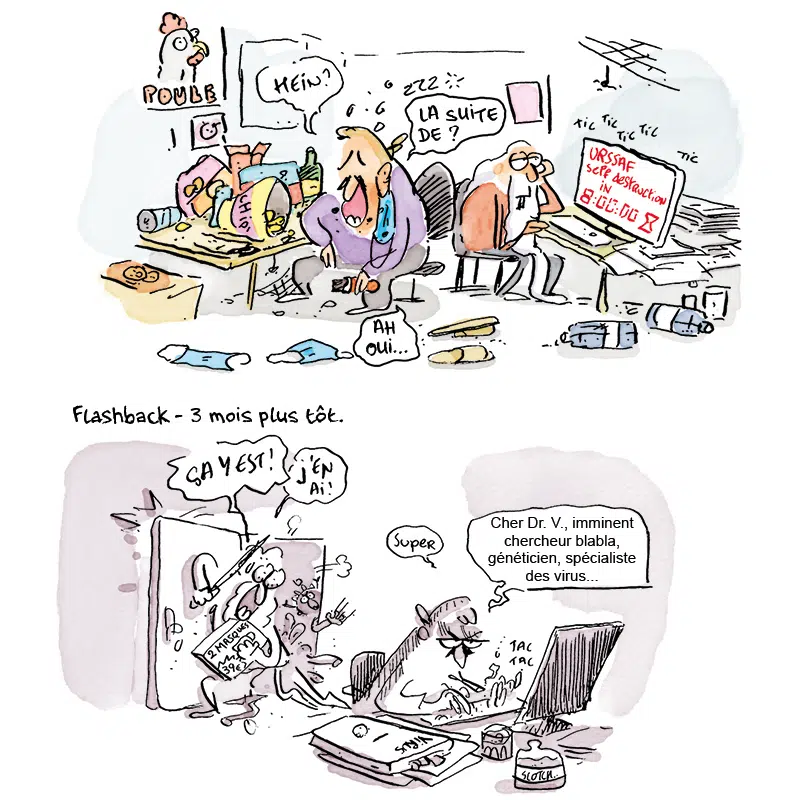 POULE
HEIN?
ZZZ
LA SUITE
DE ?
TIC
TIC
TIC
TIC
TIC
URSSAF
SELF DESTRUCTION
IN
8:00:00
AH
OUI...
Flashback - 3 mois plus tôt.
ÇA Y EST !
J'EN
AI !
Super
Cher Dr. V., imminent
chercheur blabla,
généticien, spécialiste
des virus...
TAC
TAC
2 MASQUES
39€
VIRUS
SCOTCH..